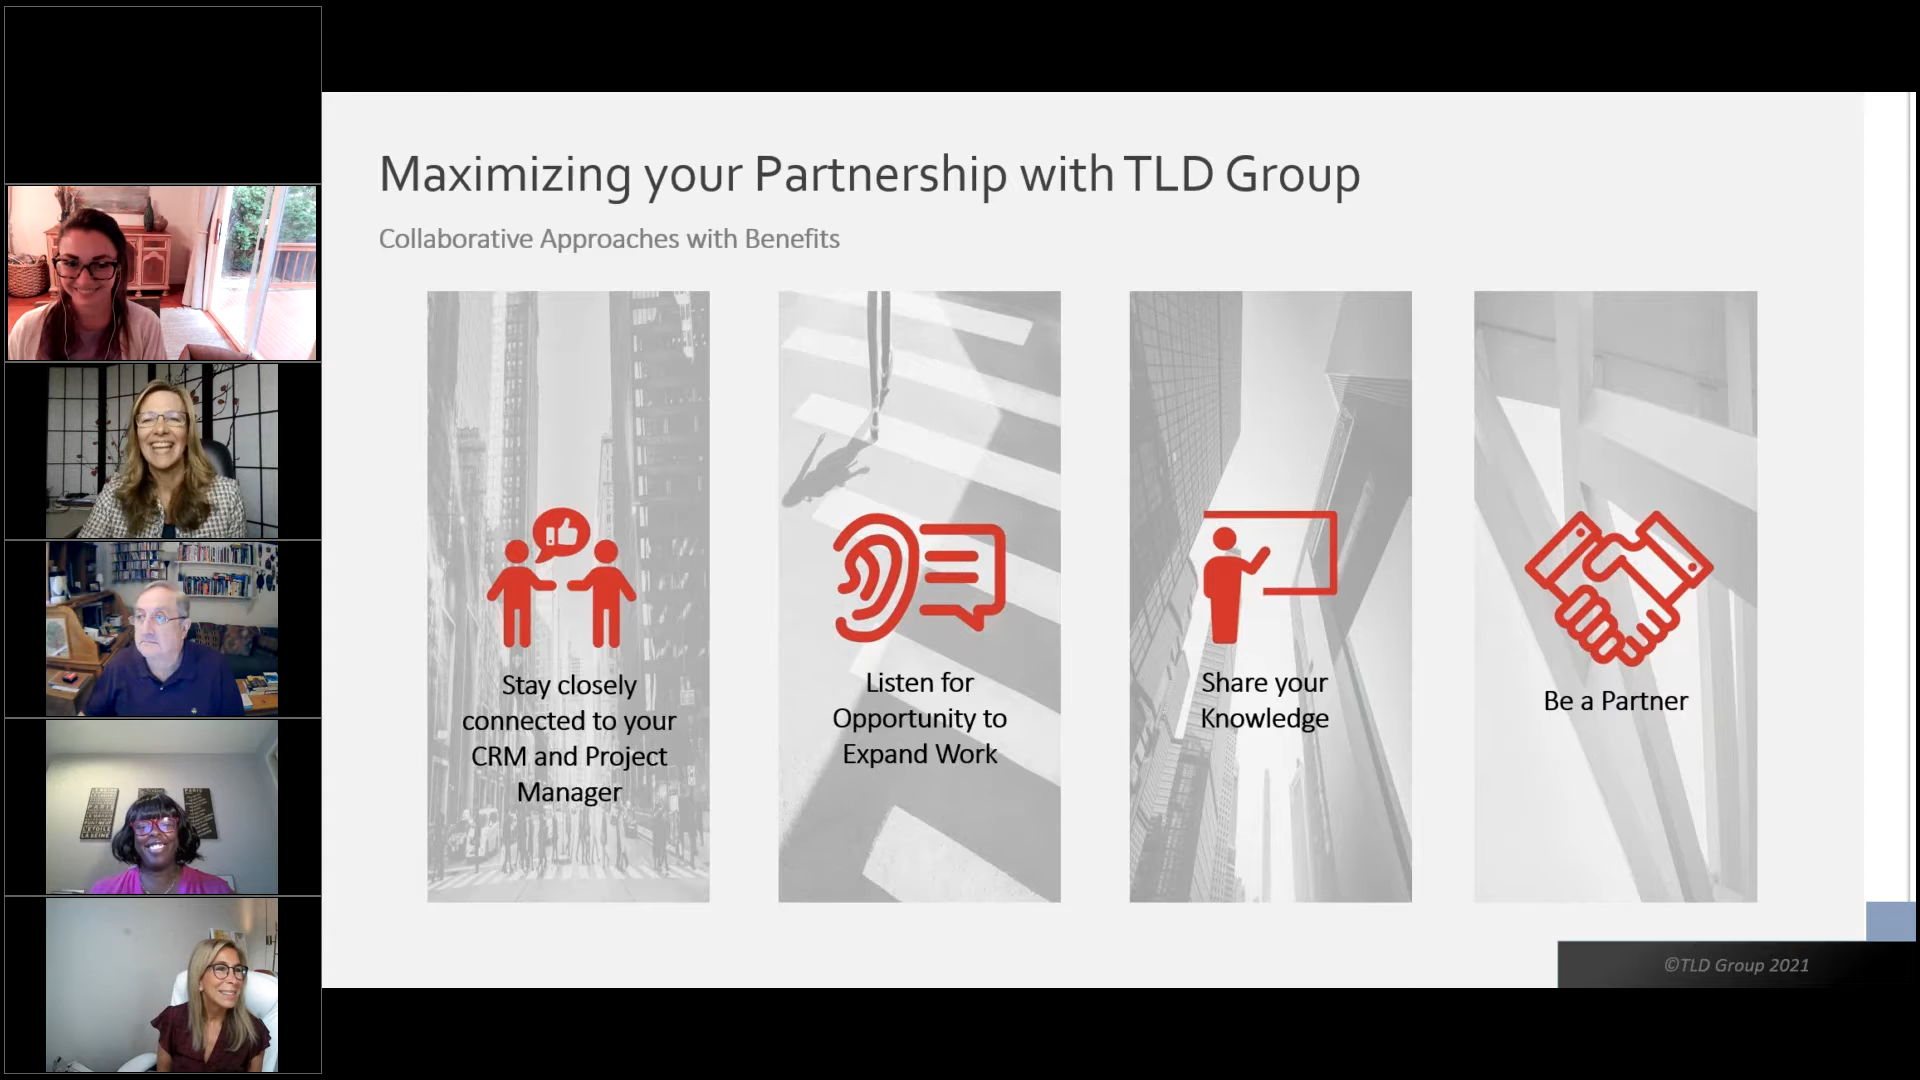 Maximizing your Partnership with TLD Group
Collaborative Approaches with Benefits
Stay closely
connected to your
CRM and Project
Manager
Listen for
Opportunity to
Expand Work
Share your
Knowledge
Be a Partner
©TLD Group 2021